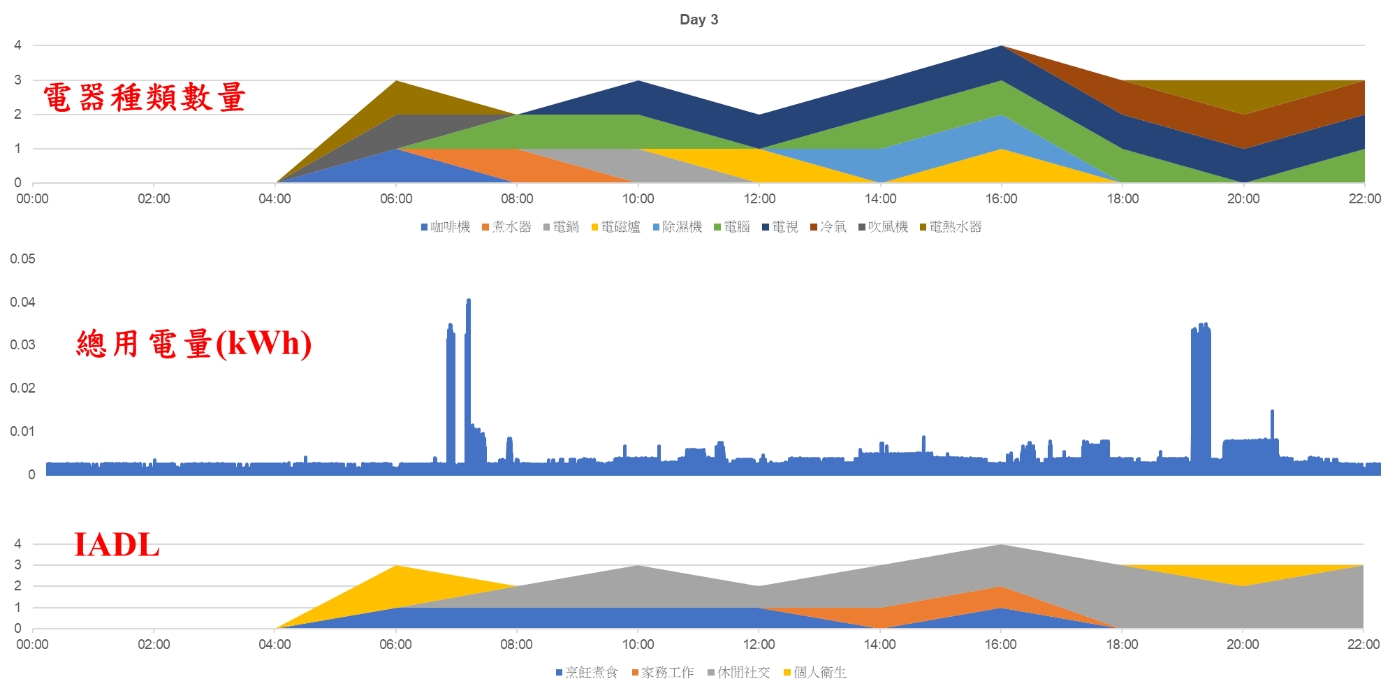 Day 3
4
3
電器種類數量
2
1
0
00:00 02:00 04:00 06:00 08:00 10:00 12:00 14:00 16:00 18:00 20:00 22:00
咖啡機 煮水器 電鍋 電磁爐 除濕機 電腦 電視 冷氣 吹風機 電熱水器
0.05
0.04
總用電量(kWh)
0.03
0.02
0.01
0
IADL
4
3
2
1
0
00:00 02:00 04:00 06:00 08:00 10:00 12:00 14:00 16:00 18:00 20:00 22:00
烹飪煮食 家務工作 休閒社交 個人衛生